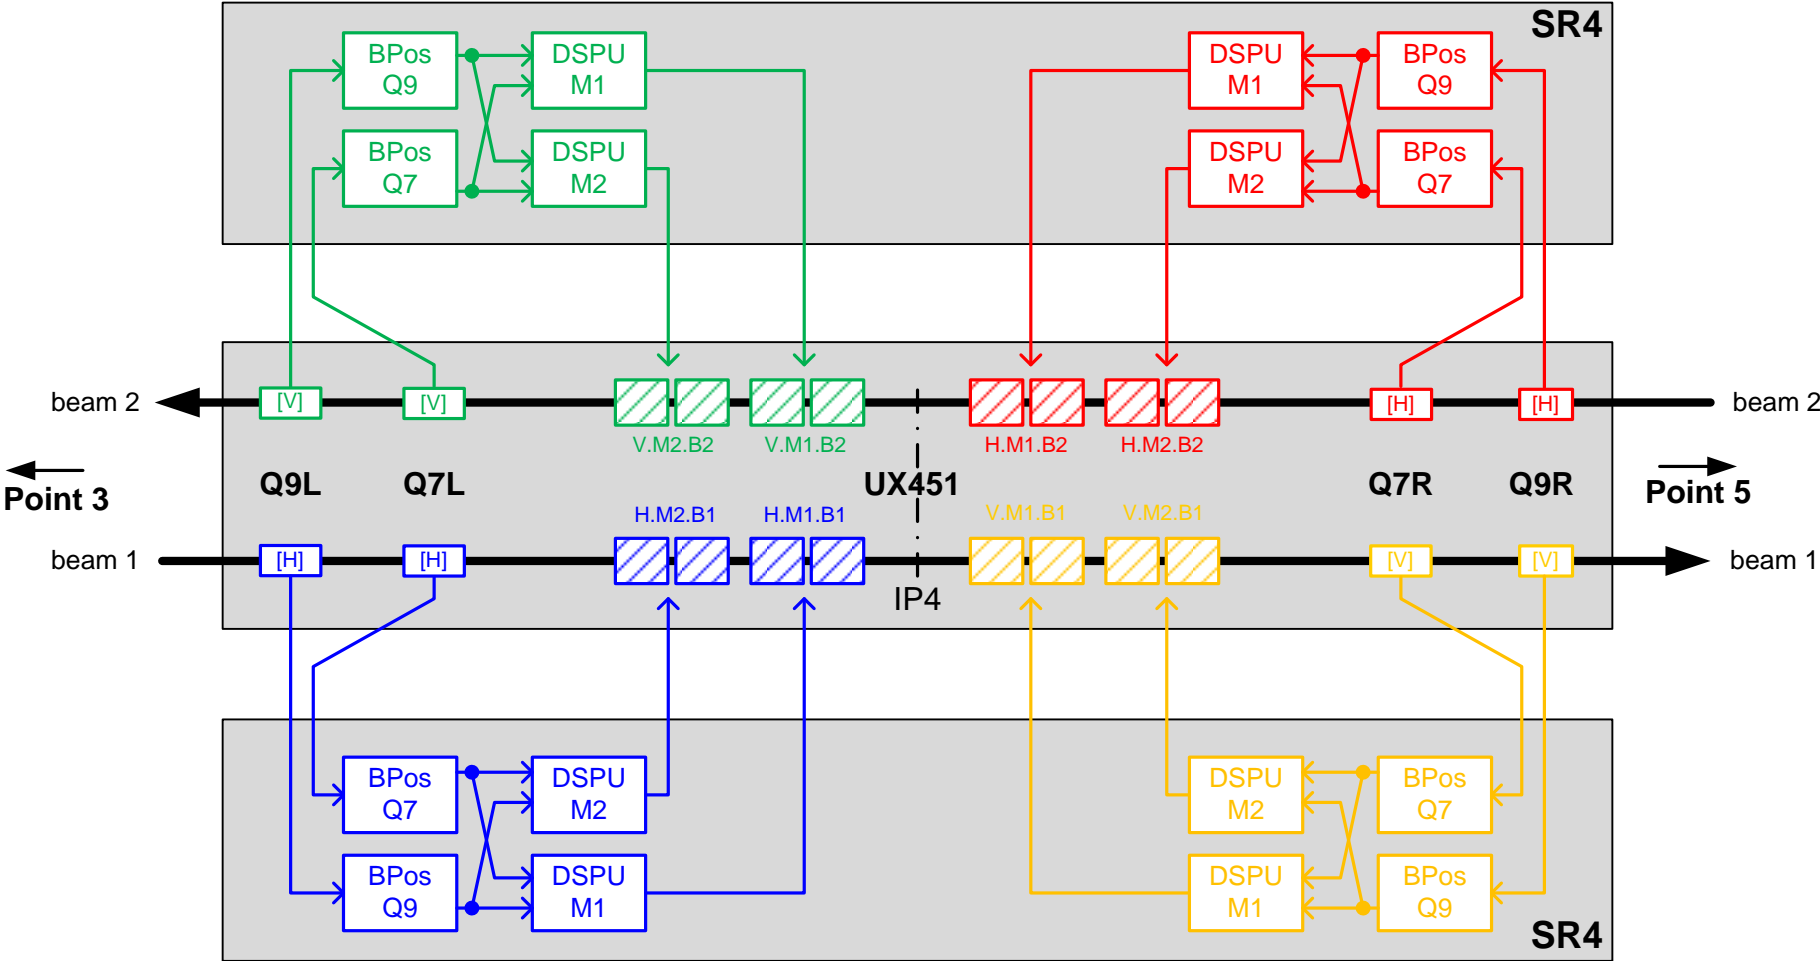 SR4
BPos
Q9
DSPU
M1
DSPU
M1
BPos
Q9
BPos
Q7
DSPU
M2
DSPU
M2
BPos
Q7
beam 2
[V]
[V]
[H]
[H]
beam 2
V.M2.B2
V.M1.B2
H.M1.B2
H.M2.B2
Point 3
Q9L
Q7L
UX451
Q7R
Q9R
Point 5
H.M2.B1
H.M1.B1
V.M1.B1
V.M2.B1
beam 1
[H]
[H]
[V]
[V]
beam 1
IP4
BPos
Q7
DSPU
M2
DSPU
M2
BPos
Q7
BPos
Q9
DSPU
M1
DSPU
M1
BPos
Q9
SR4